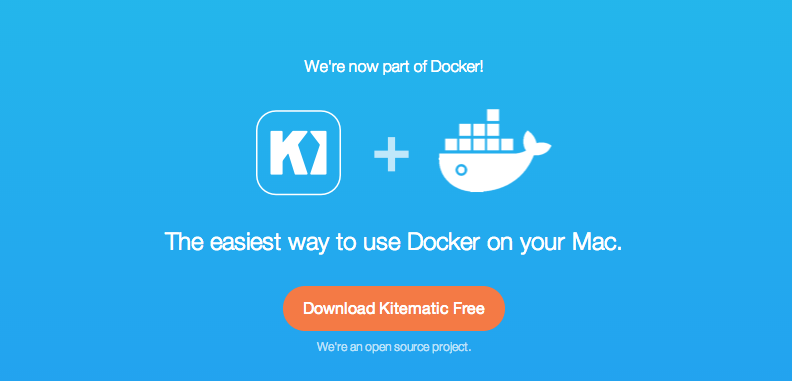 We're now part of Docker!
K
+
The easiest way to use Docker on your Mac.
Download Kitematic Free
We're an open source project.